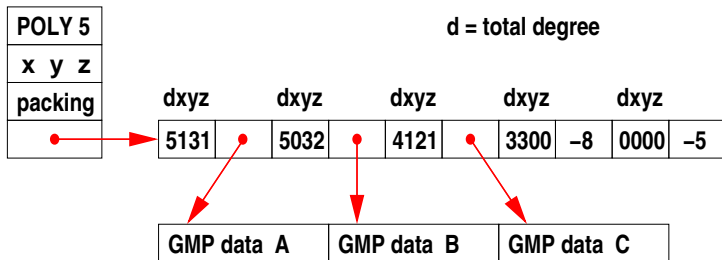 POLY 5
d = total degree
x y z
packing
dxyz dxyz dxyz dxyz dxyz
5131 5032 4121 3300 −8 0000 −5
GMP data A GMP data B GMP data C